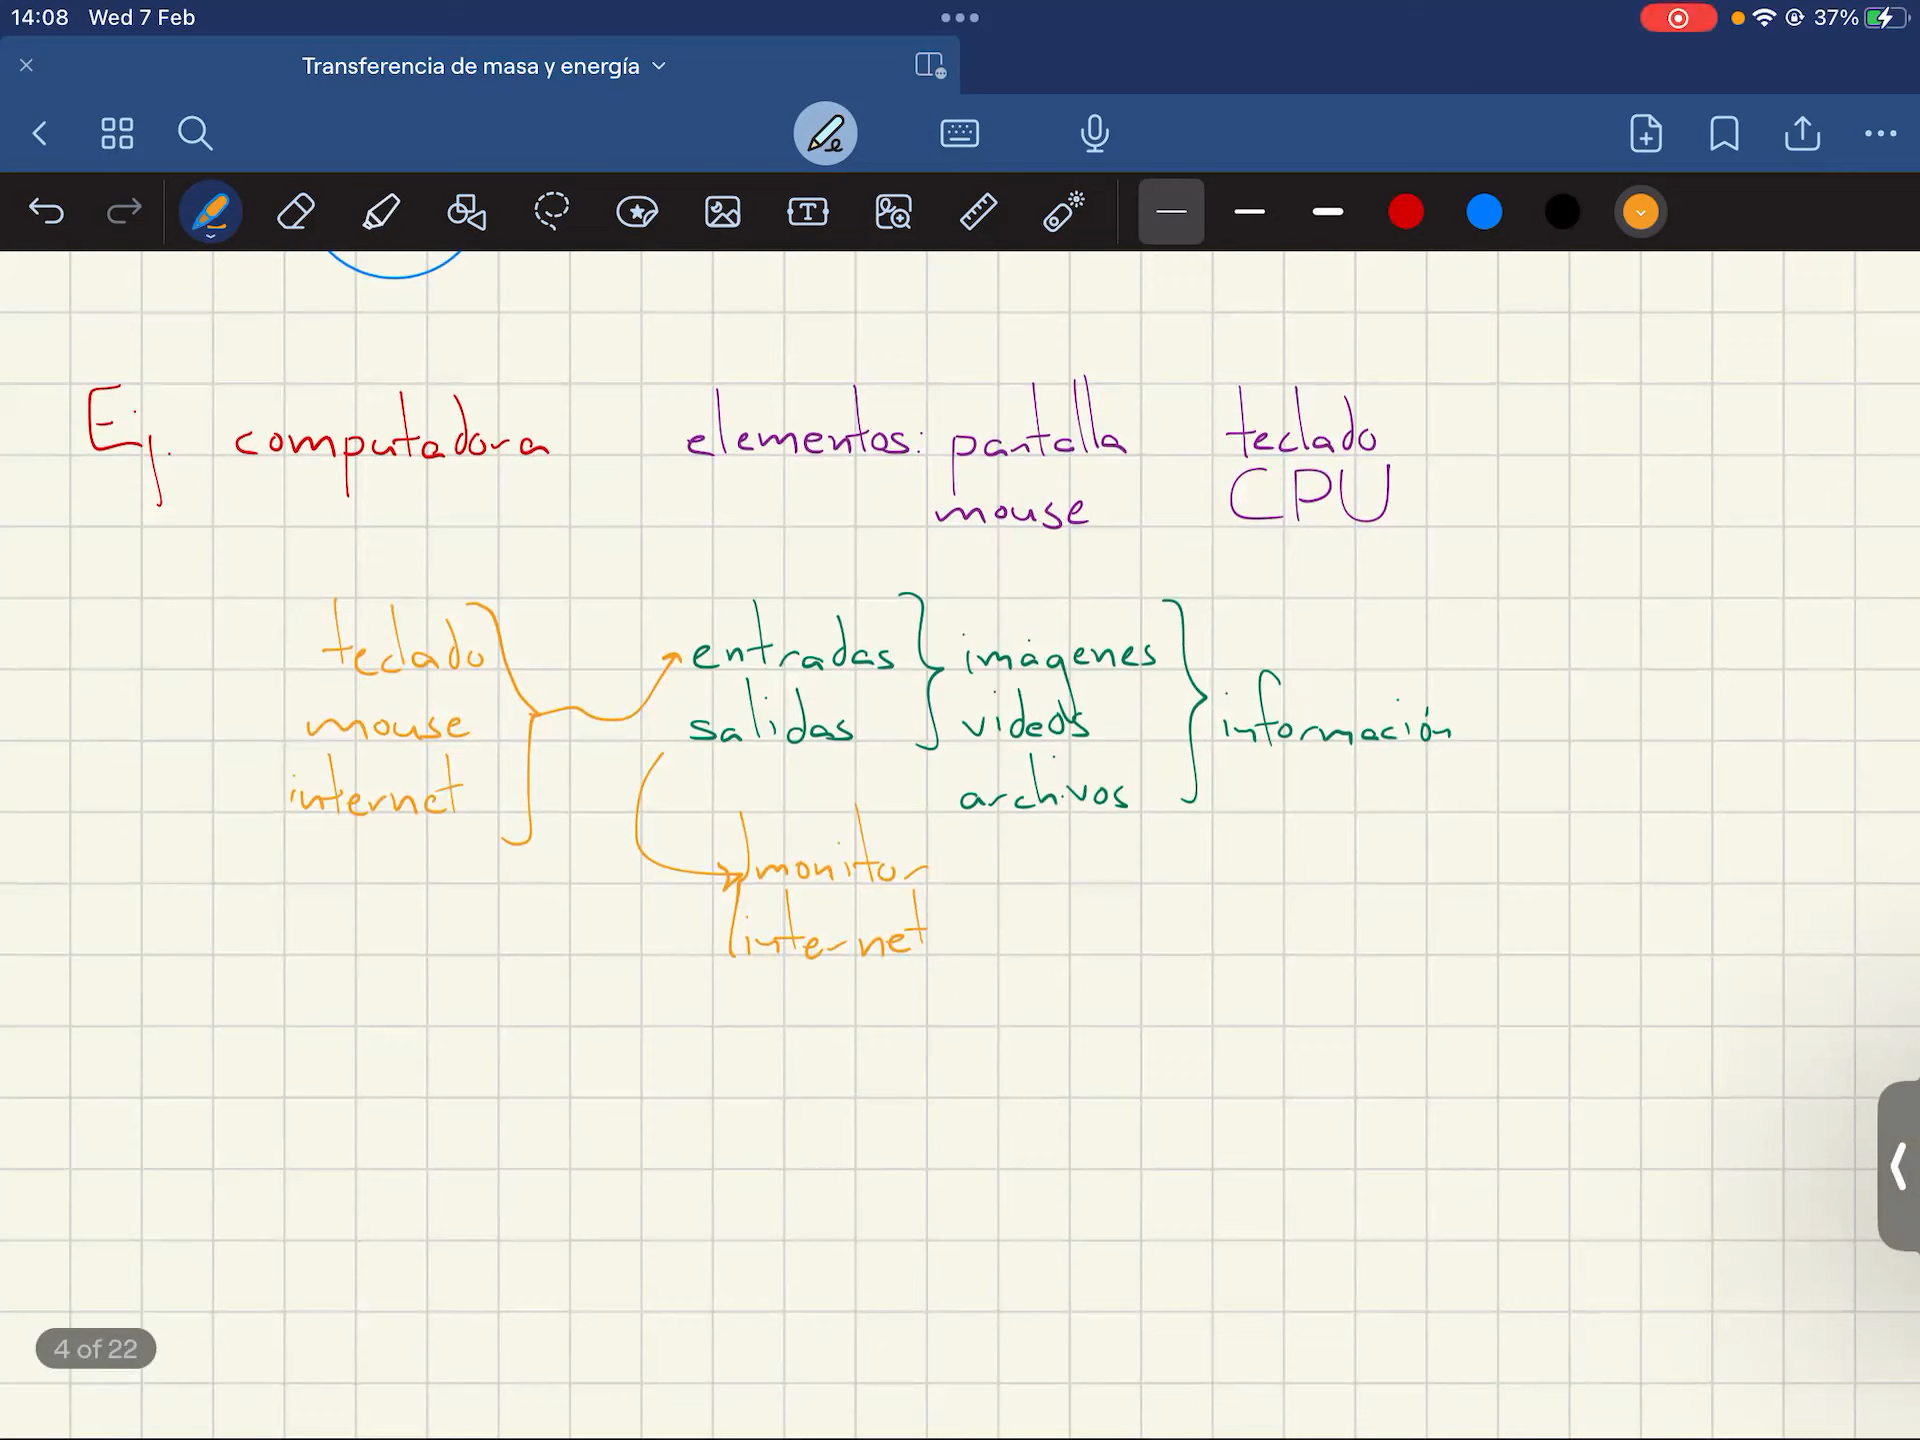 14:08 Wed 7 Feb
37%
Transferencia de masa y energía
Ej. computadora elementos: pantalla teclado
mouse CPU
teclado entradas imágenes
mouse salidas videos información
internet archivos
monitor
internet
4 of 22